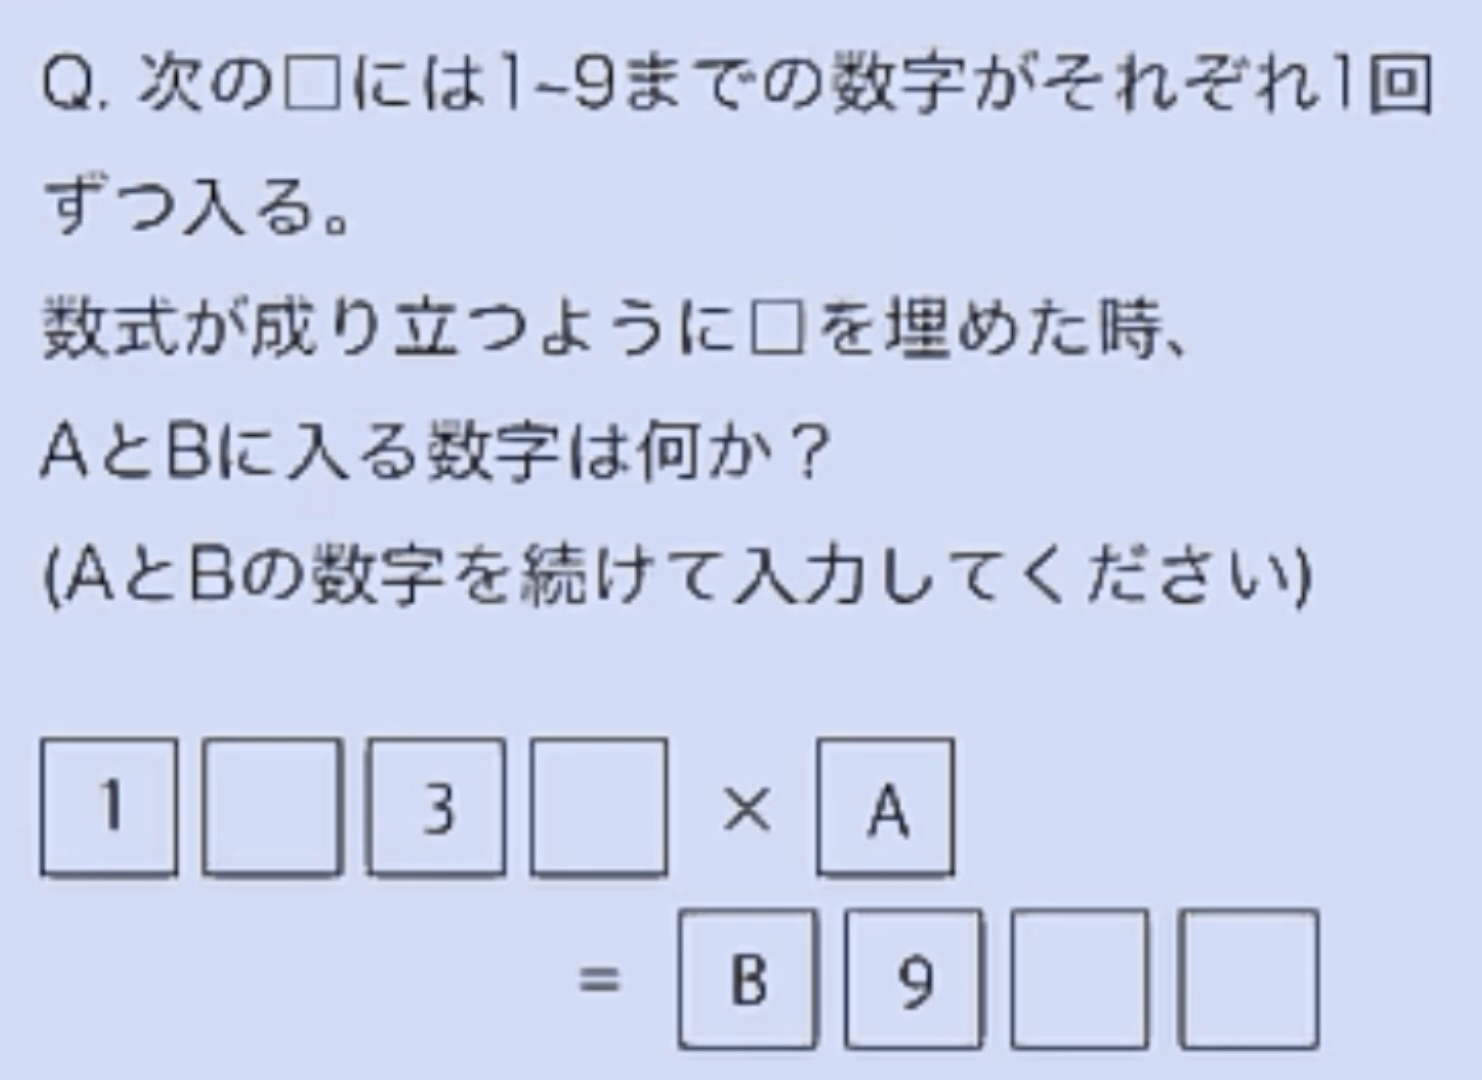 Q. 次の□には1~9までの数字がそれぞれ1回
ずつ入る。
数式が成り立つように□を埋めた時、
AとBに入る数字は何か？
(AとBの数字を続けて入力してください)
1 □ 3 □ × A
= B 9 □ □